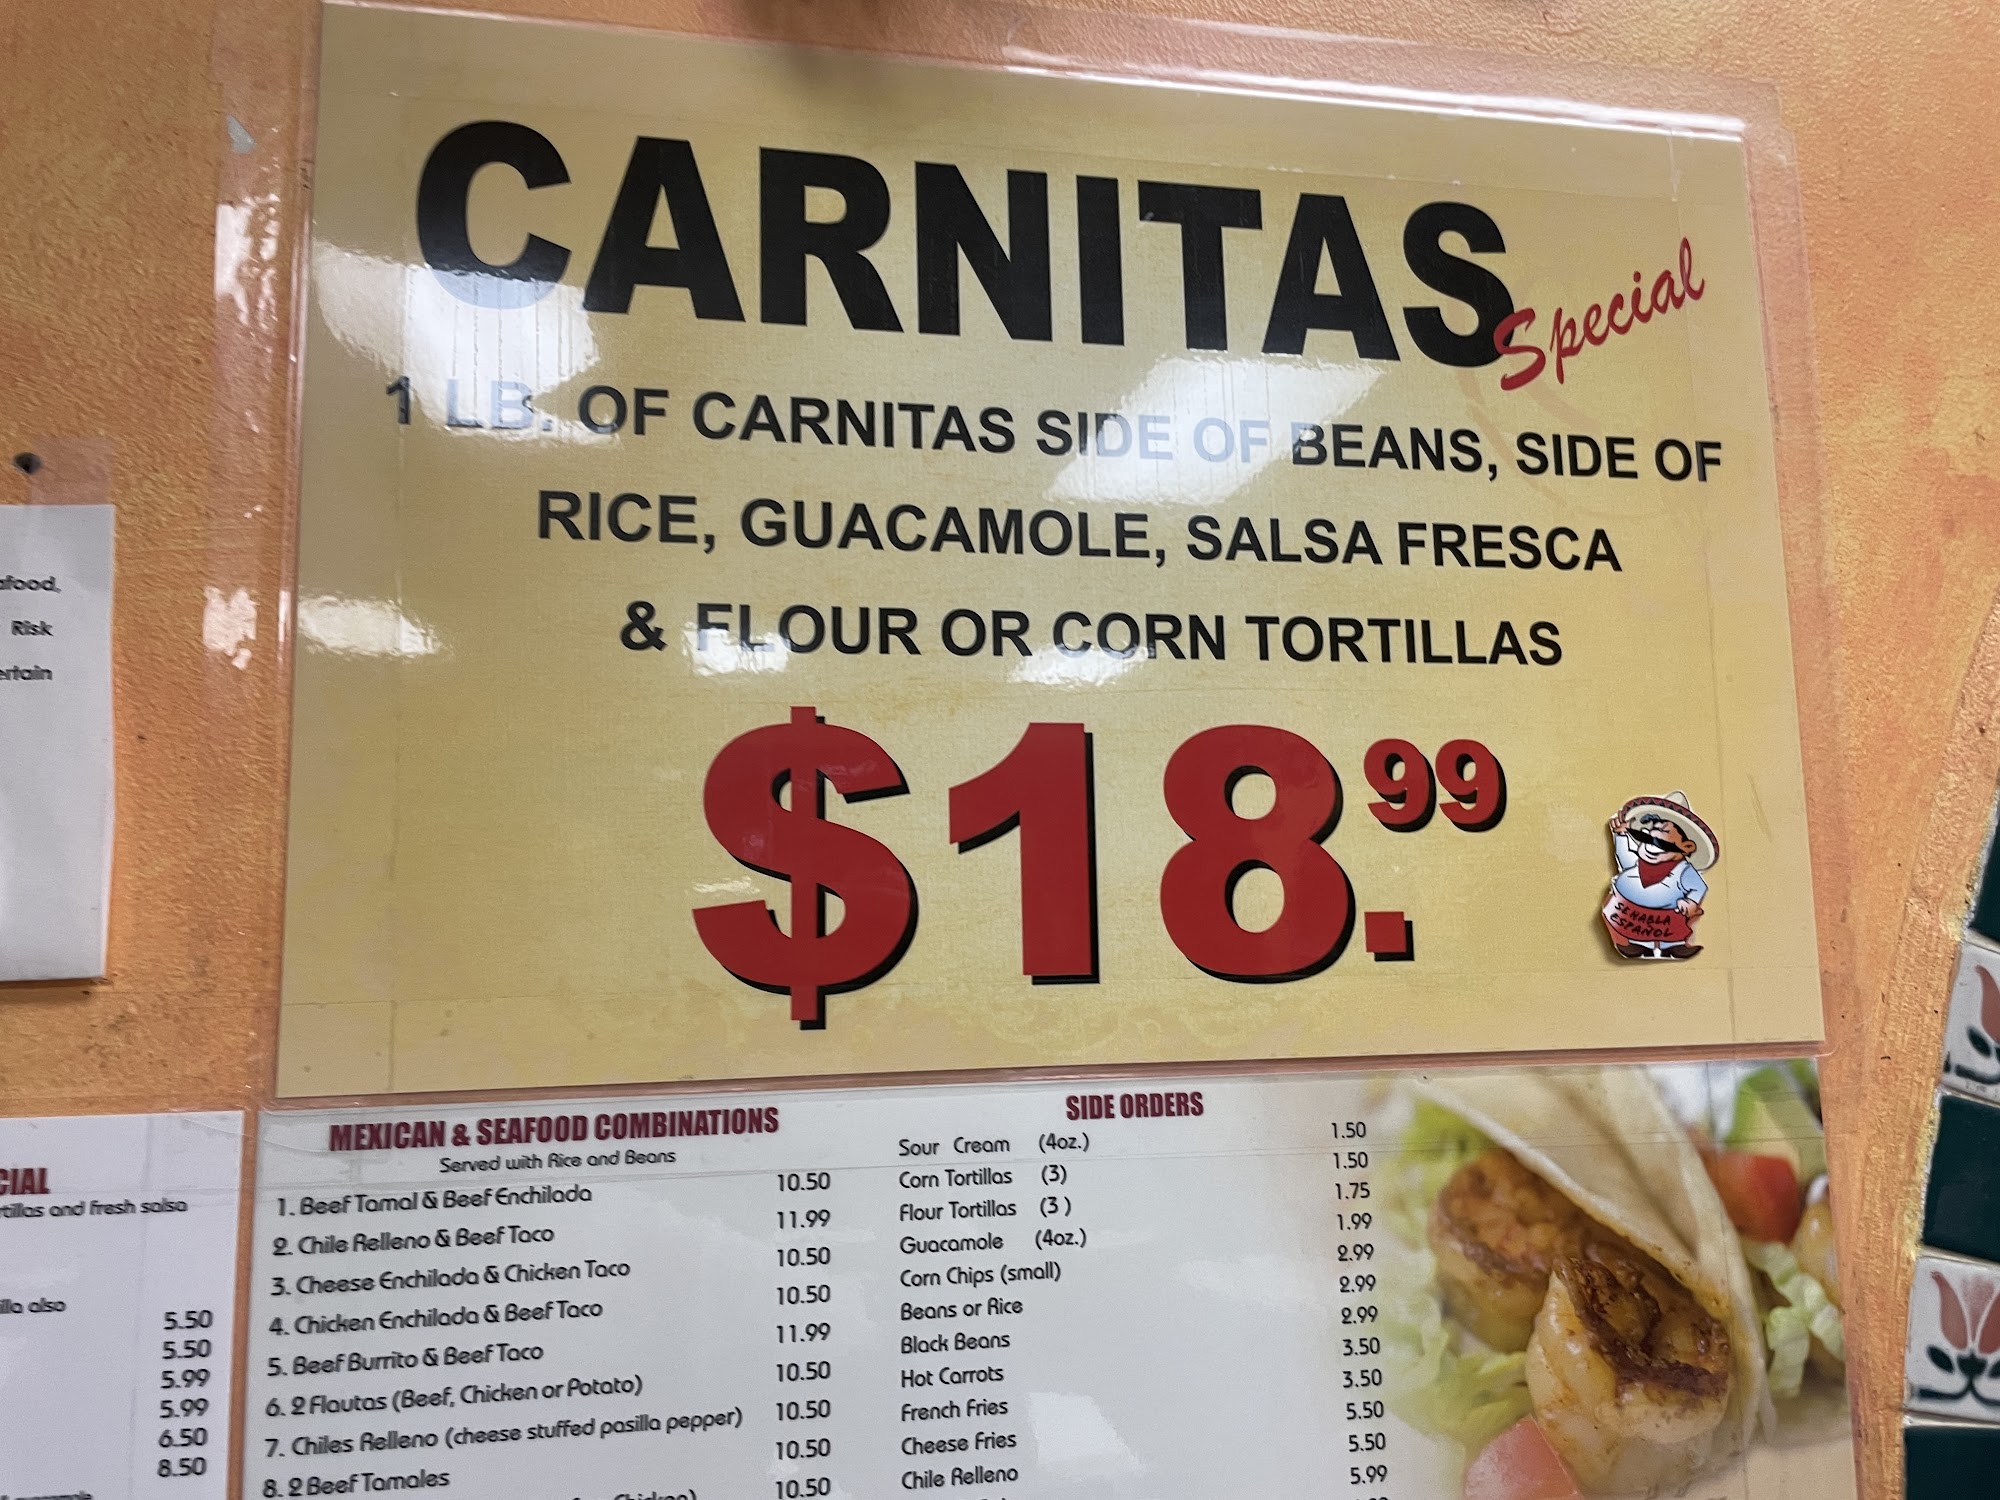 CARNITAS
Special
1 LB. OF CARNITAS SIDE OF BEANS, SIDE OF
RICE, GUACAMOLE, SALSA FRESCA
& FLOUR OR CORN TORTILLAS
$18.99
SE HABLA
ESPAÑOL
Risk
MEXICAN & SEAFOOD COMBINATIONS
Served with Rice and Beans
1. Beef Tamal & Beef Enchilada 10.50
2. Chile Relleno & Beef Taco 11.99
3. Cheese Enchilada & Chicken Taco 10.50
4. Chicken Enchilada & Beef Taco 10.50
5. Beef Burrito & Beef Taco 11.99
6. 2 Flautas (Beef, Chicken or Potato) 10.50
7. Chiles Relleno (cheese stuffed pasilla pepper) 10.50
8. 2 Beef Tamales 10.50
10.50
SIDE ORDERS
Sour Cream (4oz.) 1.50
Corn Tortillas (3) 1.50
Flour Tortillas (3) 1.75
Guacamole (4oz.) 1.99
Corn Chips (small) 2.99
Beans or Rice 2.99
Black Beans 2.99
Hot Carrots 3.50
French Fries 3.50
Cheese Fries 5.50
Chile Relleno 5.50
5.99
and fresh salsa
also
5.50
5.50
5.99
5.99
6.50
8.50